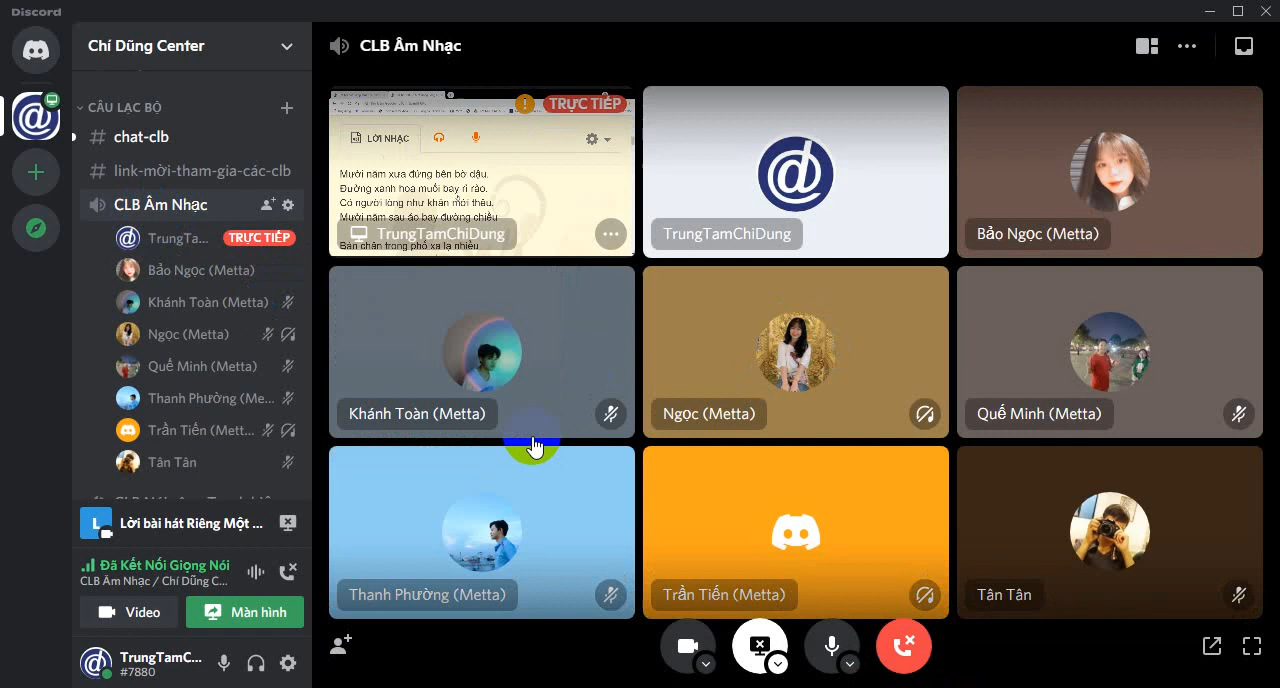 Discord
Chí Dũng Center
CÂU LẠC BỘ
chat-clb
link-mời-tham-gia-các-clb
CLB Âm Nhạc
TrungTa...
TRỰC TIẾP
Bảo Ngọc (Metta)
Khánh Toàn (Metta)
Ngọc (Metta)
Quế Minh (Metta)
Thanh Phường (Me...
Trần Tiến (Mett...
Tân Tân
Lời bài hát Riêng Một ...
Đã Kết Nối Giọng Nói
CLB Âm Nhạc / Chí Dũng C...
Video
Màn hình
TrungTamC...
#7880
CLB Âm Nhạc
TRỰC TIẾP
LỜI NHẠC
Mười năm xưa đứng bên bờ dậu.
Đường xanh hoa muối bay rì rào.
Có người lòng như khăn mới thêu.
Mười năm sau áo bay đường chiều
Bàn chân trong phố xa lạ nhiều
TrungTamChiDung
TrungTamChiDung
Bảo Ngọc (Metta)
Khánh Toàn (Metta)
Ngọc (Metta)
Quế Minh (Metta)
Thanh Phường (Metta)
Trần Tiến (Metta)
Tân Tân